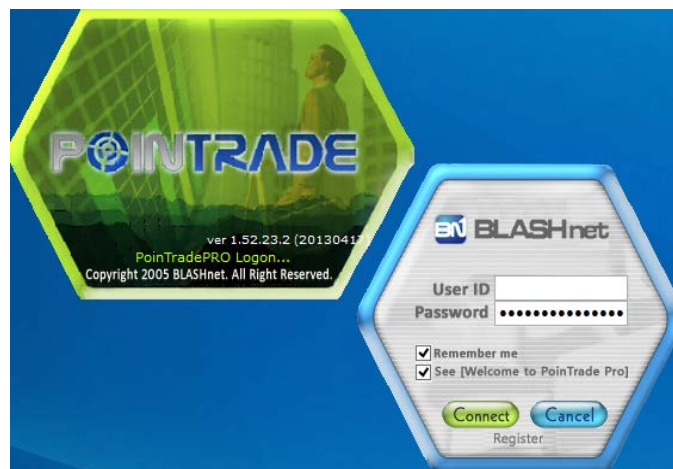 POINTRADE
ver 1.52.23.2 (20130417)
PoinTradePRO Logon...
Copyright 2005 BLASHnet. All Right Reserved.
BN BLASHnet
User ID
Password
Remember me
See [Welcome to PoinTrade Pro]
Connect Cancel
Register